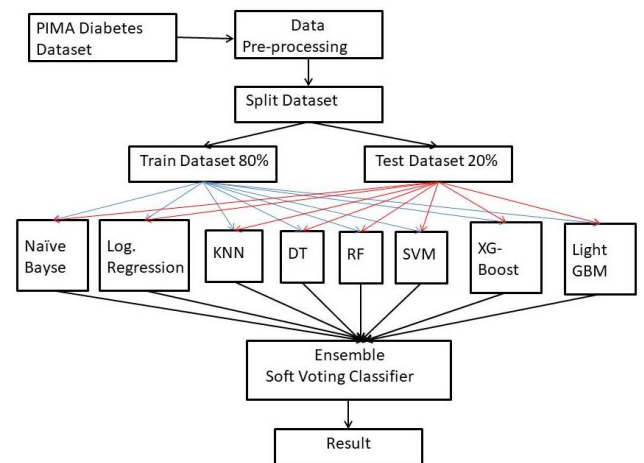 PIMA Diabetes
Dataset
Data
Pre-processing
Split Dataset
Train Dataset 80%
Test Dataset 20%
Naïve
Bayse
Log.
Regression
KNN
DT
RF
SVM
XG-
Boost
Light
GBM
Ensemble
Soft Voting Classifier
Result